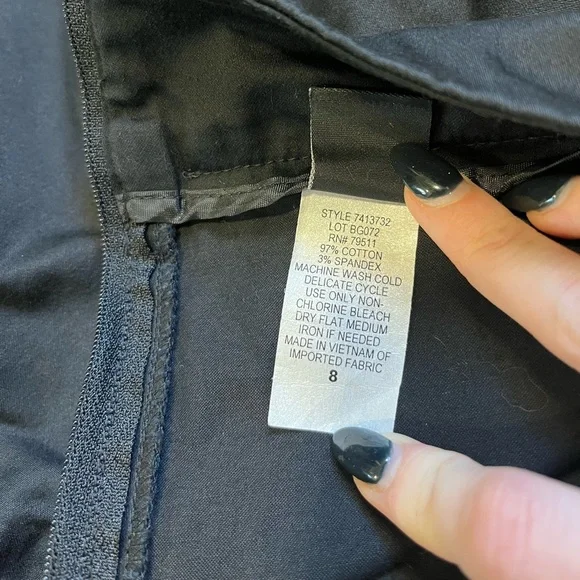 STYLE 7413732
LOT BG072
RN# 79511
97% COTTON
3% SPANDEX
MACHINE WASH COLD
DELICATE CYCLE
USE ONLY NON-
CHLORINE BLEACH
DRY FLAT MEDIUM
IRON IF NEEDED
MADE IN VIETNAM OF
IMPORTED FABRIC
8